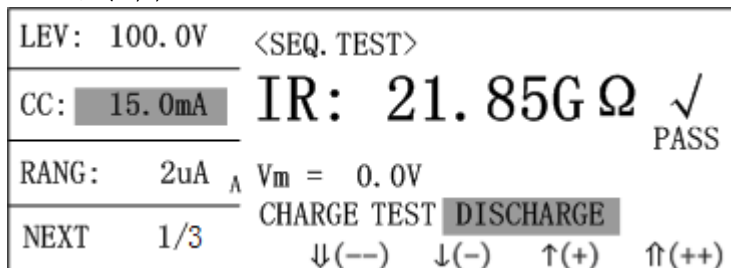 LEV: 100.0V
<SEQ.TEST>
CC: 15.0mA
IR: 21.85GΩ √
PASS
RANG: 2uA ∧
Vm = 0.0V
CHARGE TEST DISCHARGE
NEXT 1/3
⇓(--) ↓(-) ↑(+) ⇑(++)